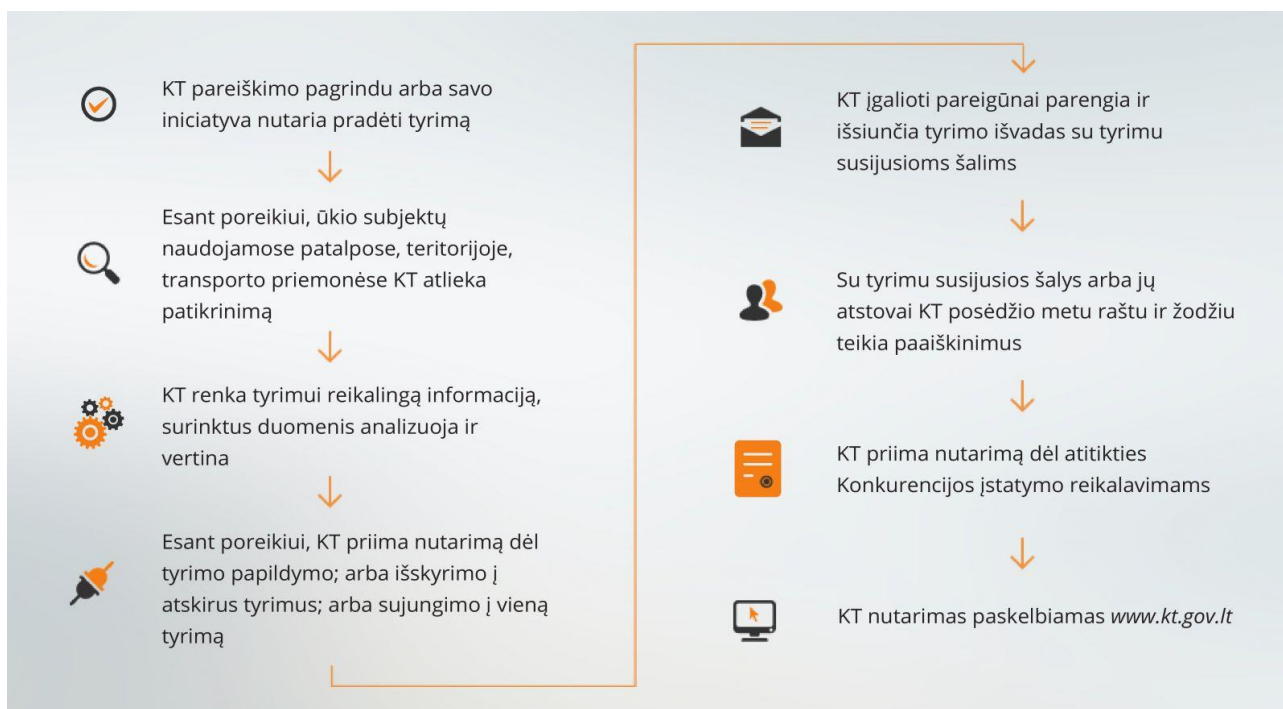 KT pareiškimo pagrindu arba savo
iniciatyva nutaria pradėti tyrimą
Esant poreikiui, ūkio subjektų
naudojamose patalpose, teritorijoje,
transporto priemonėse KT atlieka
patikrinimą
KT renka tyrimui reikalingą informaciją,
surinktus duomenis analizuoja ir
vertina
Esant poreikiui, KT priima nutarimą dėl
tyrimo papildymo; arba išskyrimo į
atskirus tyrimus; arba sujungimo į vieną
tyrimą
KT įgalioti pareigūnai parengia ir
išsiunčia tyrimo išvadas su tyrimu
susijusioms šalims
Su tyrimu susijusios šalys arba jų
atstovai KT posėdžio metu raštu ir žodžiu
teikia paaiškinimus
KT priima nutarimą dėl atitikties
Konkurencijos įstatymo reikalavimams
KT nutarimas paskelbiamas www.kt.gov.lt